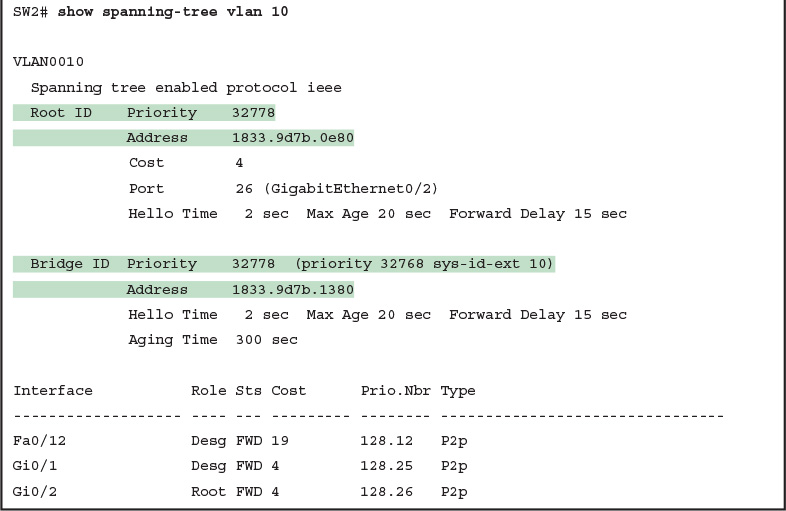 SW2# show spanning-tree vlan 10
VLAN0010
Spanning tree enabled protocol ieee
Root ID Priority 32778
Address 1833.9d7b.0e80
Cost 4
Port 26 (GigabitEthernet0/2)
Hello Time 2 sec Max Age 20 sec Forward Delay 15 sec
Bridge ID Priority 32778 (priority 32768 sys-id-ext 10)
Address 1833.9d7b.1380
Hello Time 2 sec Max Age 20 sec Forward Delay 15 sec
Aging Time 300 sec
Interface Role Sts Cost Prio.Nbr Type
------------------- ---- --- --------- -------- --------------------------------
Fa0/12 Desg FWD 19 128.12 P2p
Gi0/1 Desg FWD 4 128.25 P2p
Gi0/2 Root FWD 4 128.26 P2p